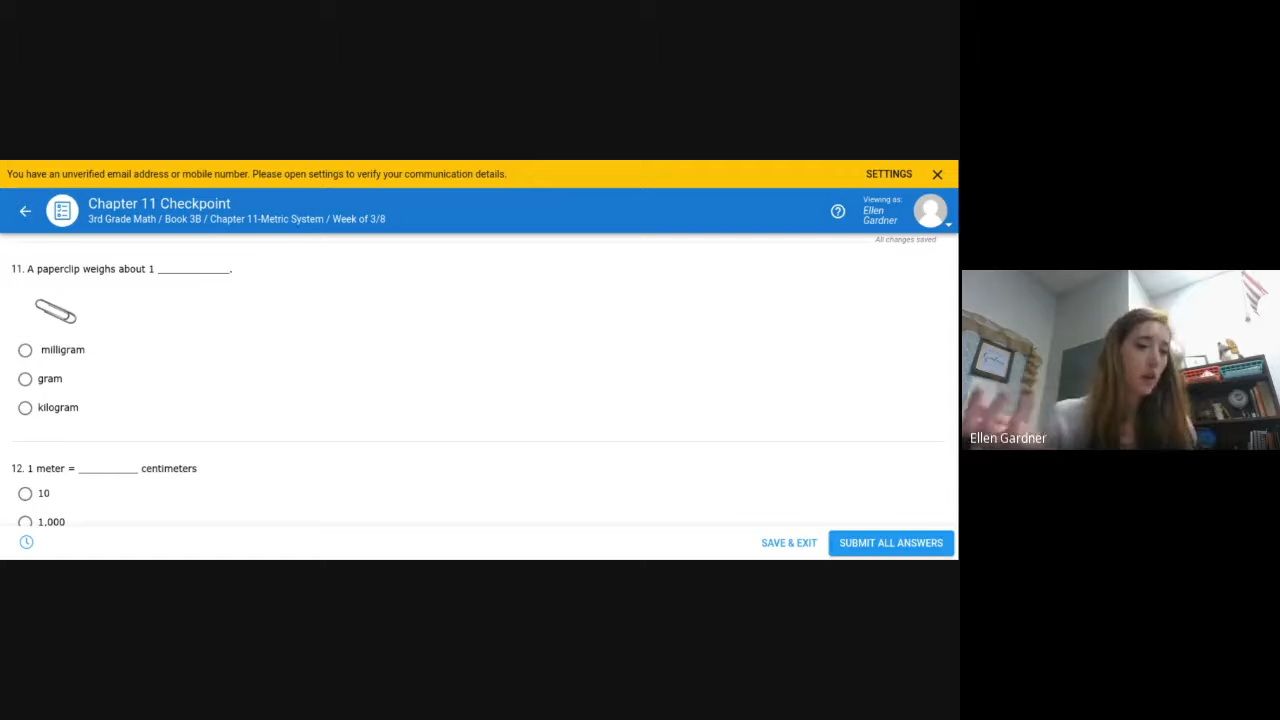 You have an unverified email address or mobile number. Please open settings to verify your communication details.
SETTINGS
Chapter 11 Checkpoint
3rd Grade Math / Book 3B / Chapter 11-Metric System / Week of 3/8
Viewing as:
Ellen
Gardner
All changes saved
11. A paperclip weighs about 1 _____________.
milligram
gram
kilogram
12. 1 meter = __________ centimeters
10
1,000
SAVE & EXIT
SUBMIT ALL ANSWERS
Ellen Gardner